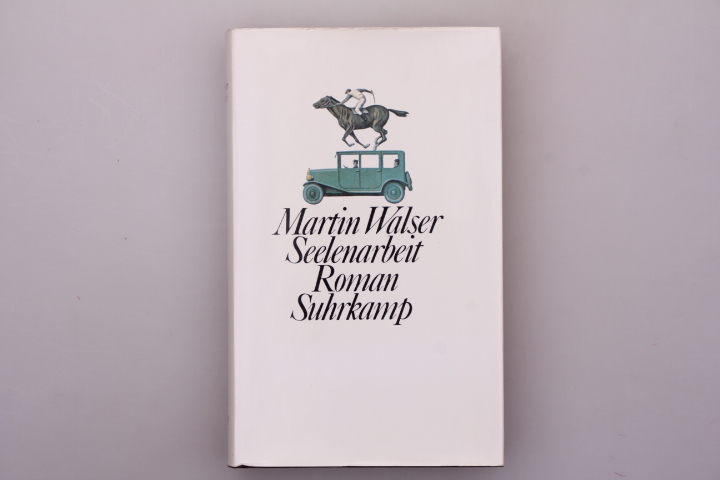 Martin Walser
Seelenarbeit
Roman
Suhrkamp